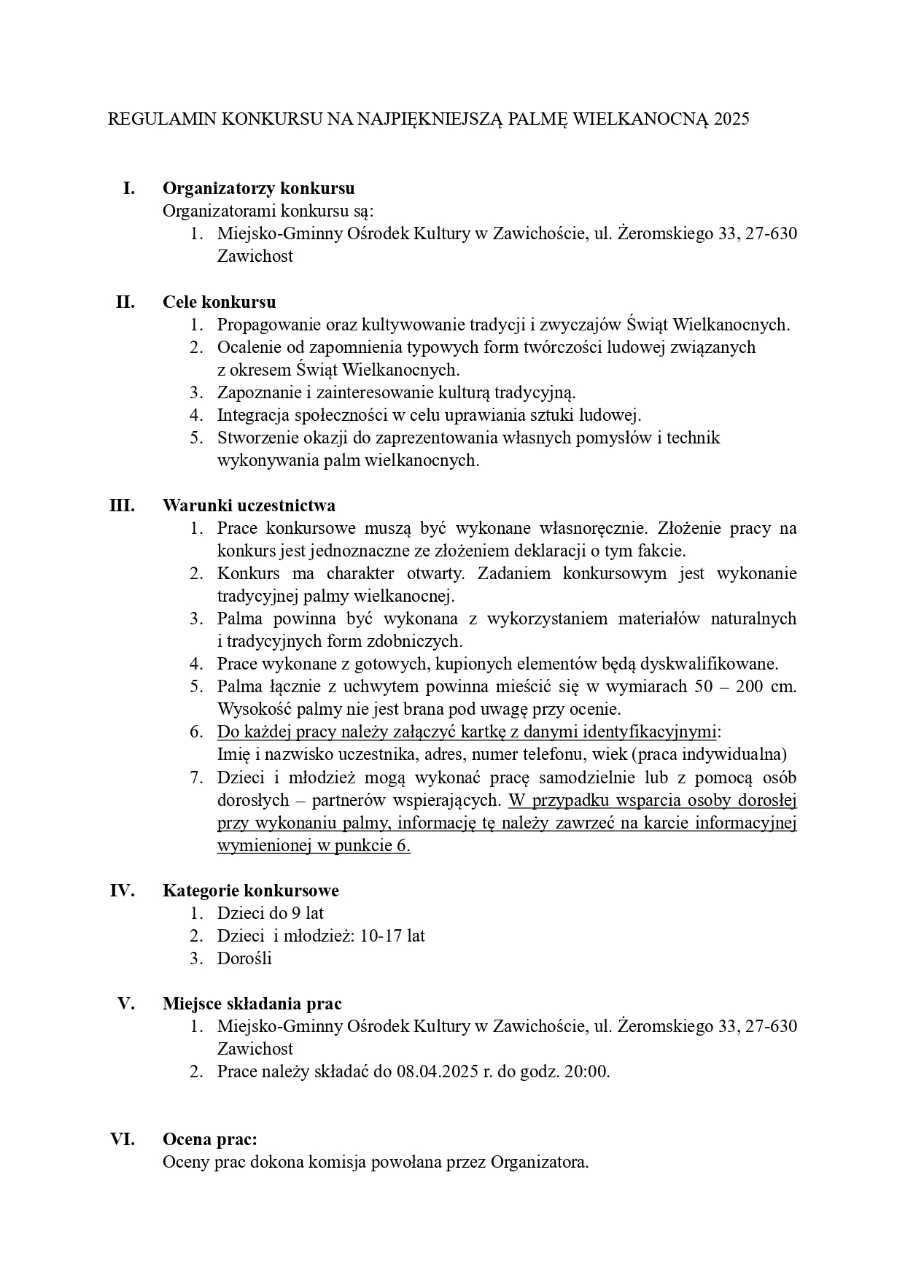 REGULAMIN KONKURSU NA NAJPIĘKNIEJSZĄ PALMĘ WIELKANOCNĄ 2025
I. Organizatorzy konkursu
Organizatorami konkursu są:
1. Miejsko-Gminny Ośrodek Kultury w Zawichoście, ul. Żeromskiego 33, 27-630
Zawichost
II. Cele konkursu
1. Propagowanie oraz kultywowanie tradycji i zwyczajów Świąt Wielkanocnych.
2. Ocalenie od zapomnienia typowych form twórczości ludowej związanych
z okresem Świąt Wielkanocnych.
3. Zapoznanie i zainteresowanie kulturą tradycyjną.
4. Integracja społeczności w celu uprawiania sztuki ludowej.
5. Stworzenie okazji do zaprezentowania własnych pomysłów i technik
wykonywania palm wielkanocnych.
III. Warunki uczestnictwa
1. Prace konkursowe muszą być wykonane własnoręcznie. Złożenie pracy na
konkurs jest jednoznaczne ze złożeniem deklaracji o tym fakcie.
2. Konkurs ma charakter otwarty. Zadaniem konkursowym jest wykonanie
tradycyjnej palmy wielkanocnej.
3. Palma powinna być wykonana z wykorzystaniem materiałów naturalnych
i tradycyjnych form zdobniczych.
4. Prace wykonane z gotowych, kupionych elementów będą dyskwalifikowane.
5. Palma łącznie z uchwytem powinna mieścić się w wymiarach 50 – 200 cm.
Wysokość palmy nie jest brana pod uwagę przy ocenie.
6. Do każdej pracy należy załączyć kartkę z danymi identyfikacyjnymi:
Imię i nazwisko uczestnika, adres, numer telefonu, wiek (praca indywidualna)
7. Dzieci i młodzież mogą wykonać pracę samodzielnie lub z pomocą osób
dorosłych – partnerów wspierających. W przypadku wsparcia osoby dorosłej
przy wykonaniu palmy, informację tę należy zawrzeć na karcie informacyjnej
wymienionej w punkcie 6.
IV. Kategorie konkursowe
1. Dzieci do 9 lat
2. Dzieci i młodzież: 10-17 lat
3. Dorośli
V. Miejsce składania prac
1. Miejsko-Gminny Ośrodek Kultury w Zawichoście, ul. Żeromskiego 33, 27-630
Zawichost
2. Prace należy składać do 08.04.2025 r. do godz. 20:00.
VI. Ocena prac:
Oceny prac dokona komisja powołana przez Organizatora.